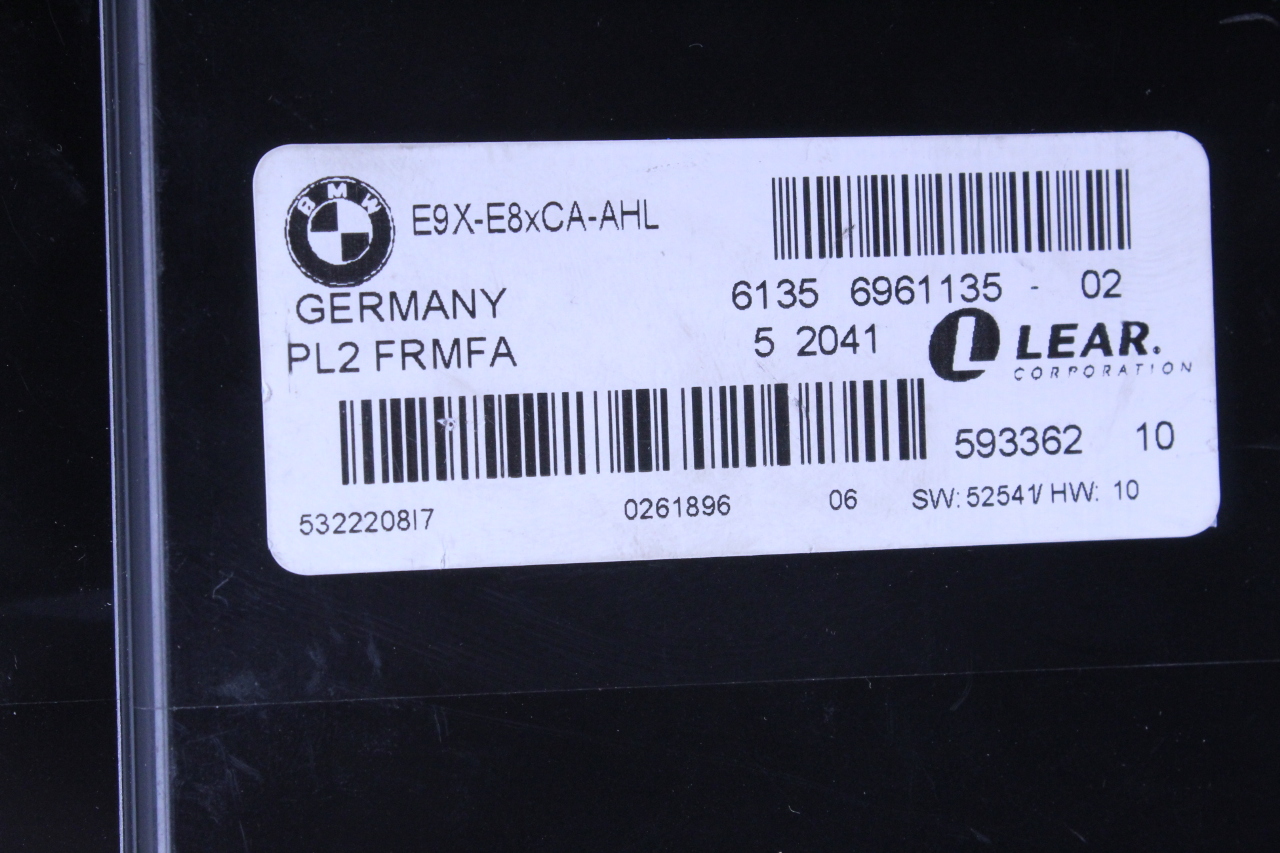 BMW
E9X-E8xCA-AHL
GERMANY
6135 6961135 - 02
PL2 FRMFA
5 2041
LEAR.
CORPORATION
593362 10
532220817
0261896 06 SW: 52541/ HW: 10